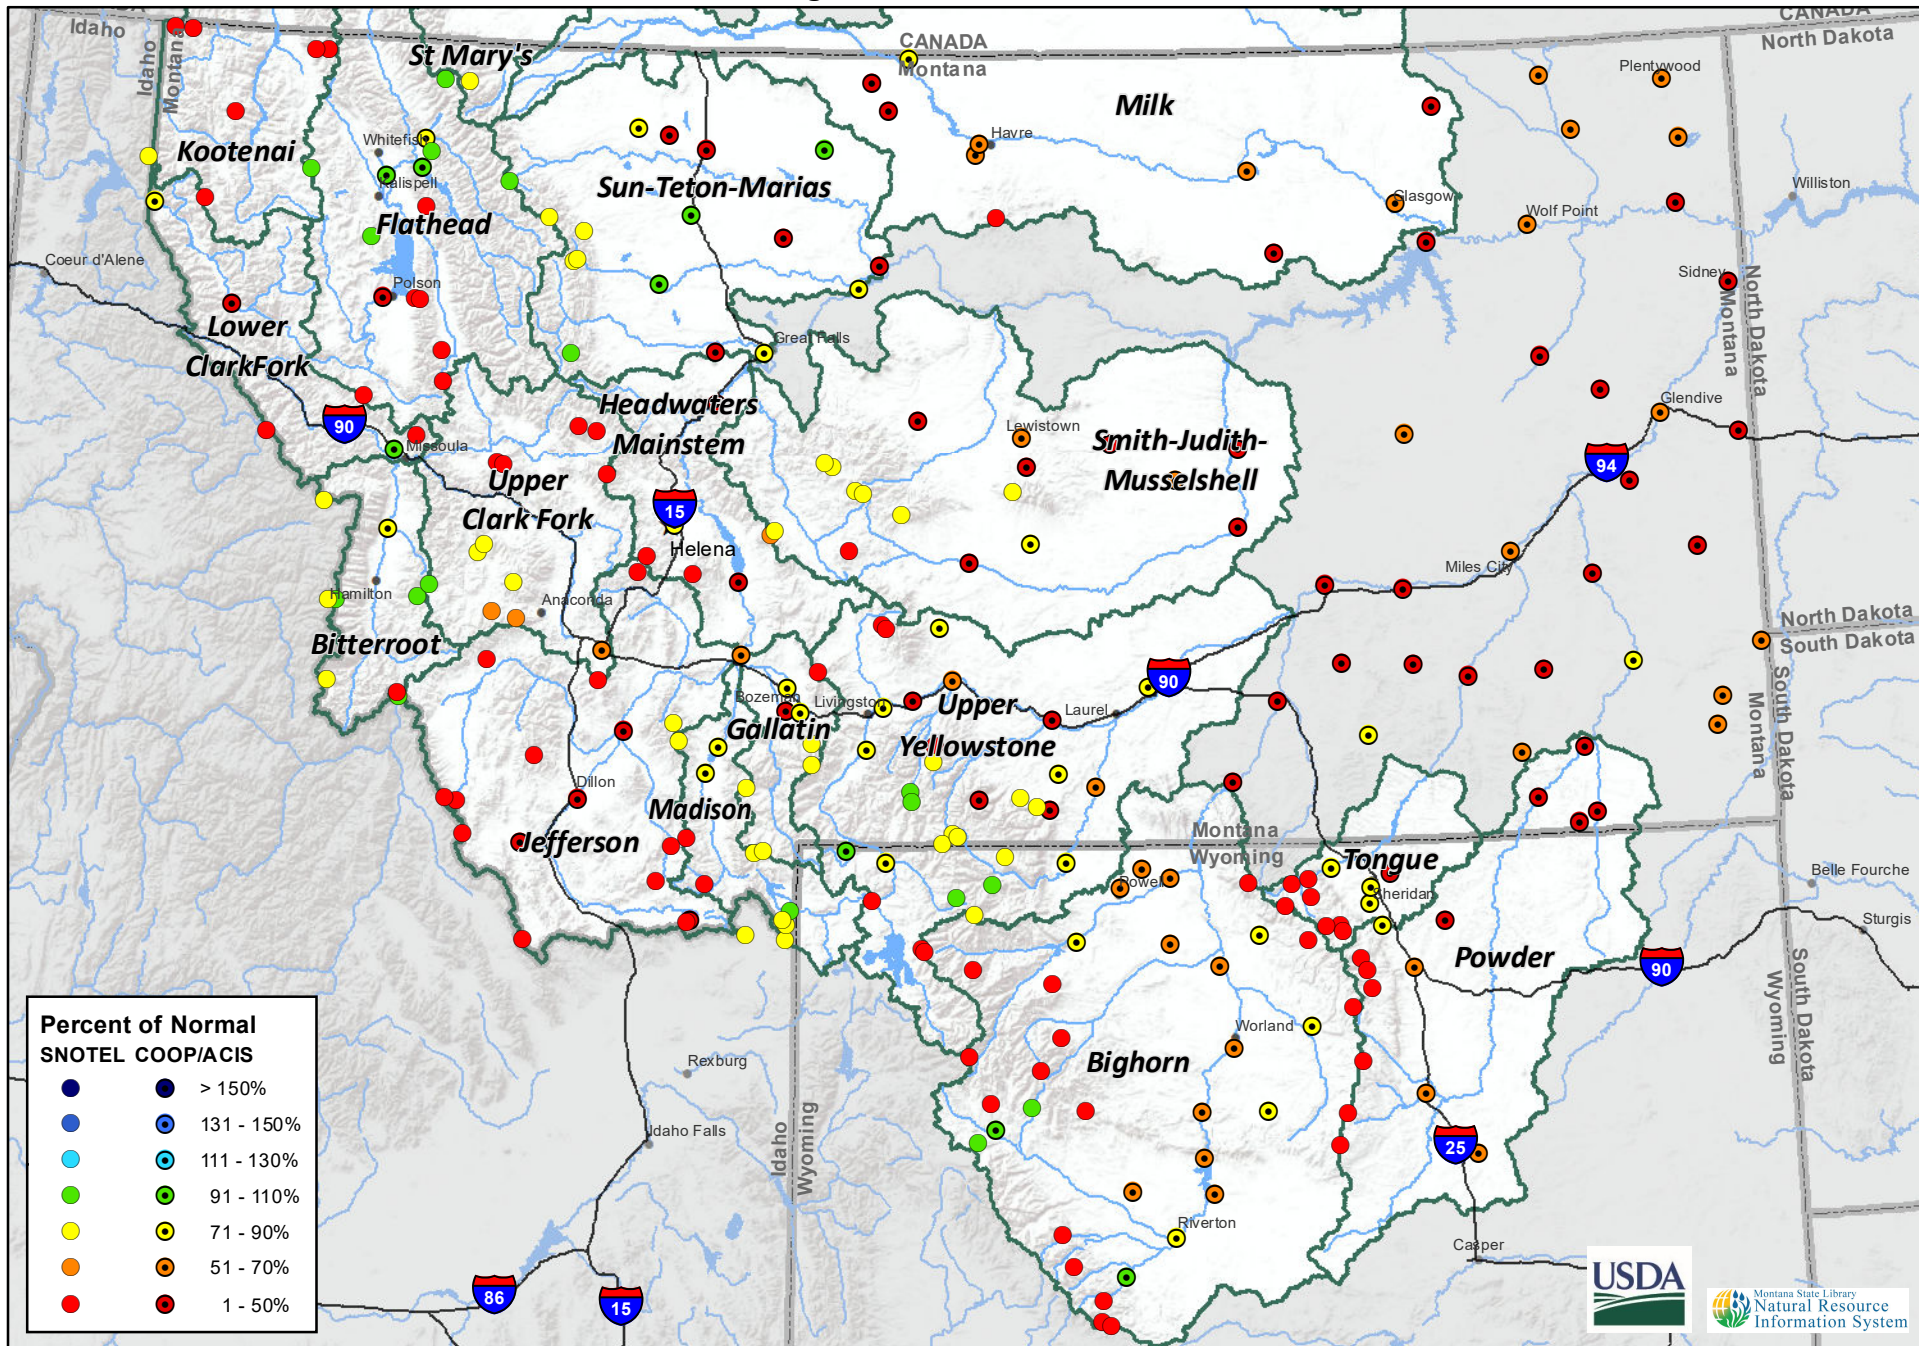 CANADA
Idaho
Idaho
Montana
St Mary's
CANADA
Montana
CANADA
North Dakota
Plentywood
Milk
Havre
Whitefish
Kootenai
Kalispell
Sun-Teton-Marias
Glasgow
Wolf Point
Williston
Flathead
Coeur d'Alene
Polson
Sidney
North Dakota
Montana
Lower
ClarkFork
Great Falls
Headwaters
Mainstem
Lewistown
Smith-Judith-
Musselshell
Glendive
90
Missoula
94
Upper
Clark Fork
15
Helena
Miles City
Hamilton
Anaconda
North Dakota
South Dakota
Bitterroot
90
Bozeman
Livingston
Gallatin
Upper
Yellowstone
Laurel
South Dakota
Montana
Dillon
Madison
Jefferson
Montana
Wyoming
Tongue
Powell
Sheridan
Belle Fourche
Sturgis
Powder
90
South Dakota
Wyoming
Worland
Bighorn
Rexburg
Idaho Falls
Idaho
Wyoming
25
Riverton
Casper
86
15
Percent of Normal
SNOTEL COOP/ACIS
> 150%
131 - 150%
111 - 130%
91 - 110%
71 - 90%
51 - 70%
1 - 50%
USDA
Montana State Library
Natural Resource
Information System